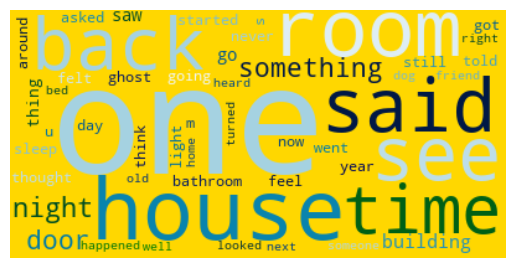 around
back
asked
saw
started
s
never
room
got
right
go
something
still
told
felt
ghost
going
heard
dog
friend
thing
bed
one
said
u
day
think
light
home
m
turned
now
went
see
sleep
thought
old
bathroom
feel
year
night
house
time
door
happened
well
looked
next
someone
building